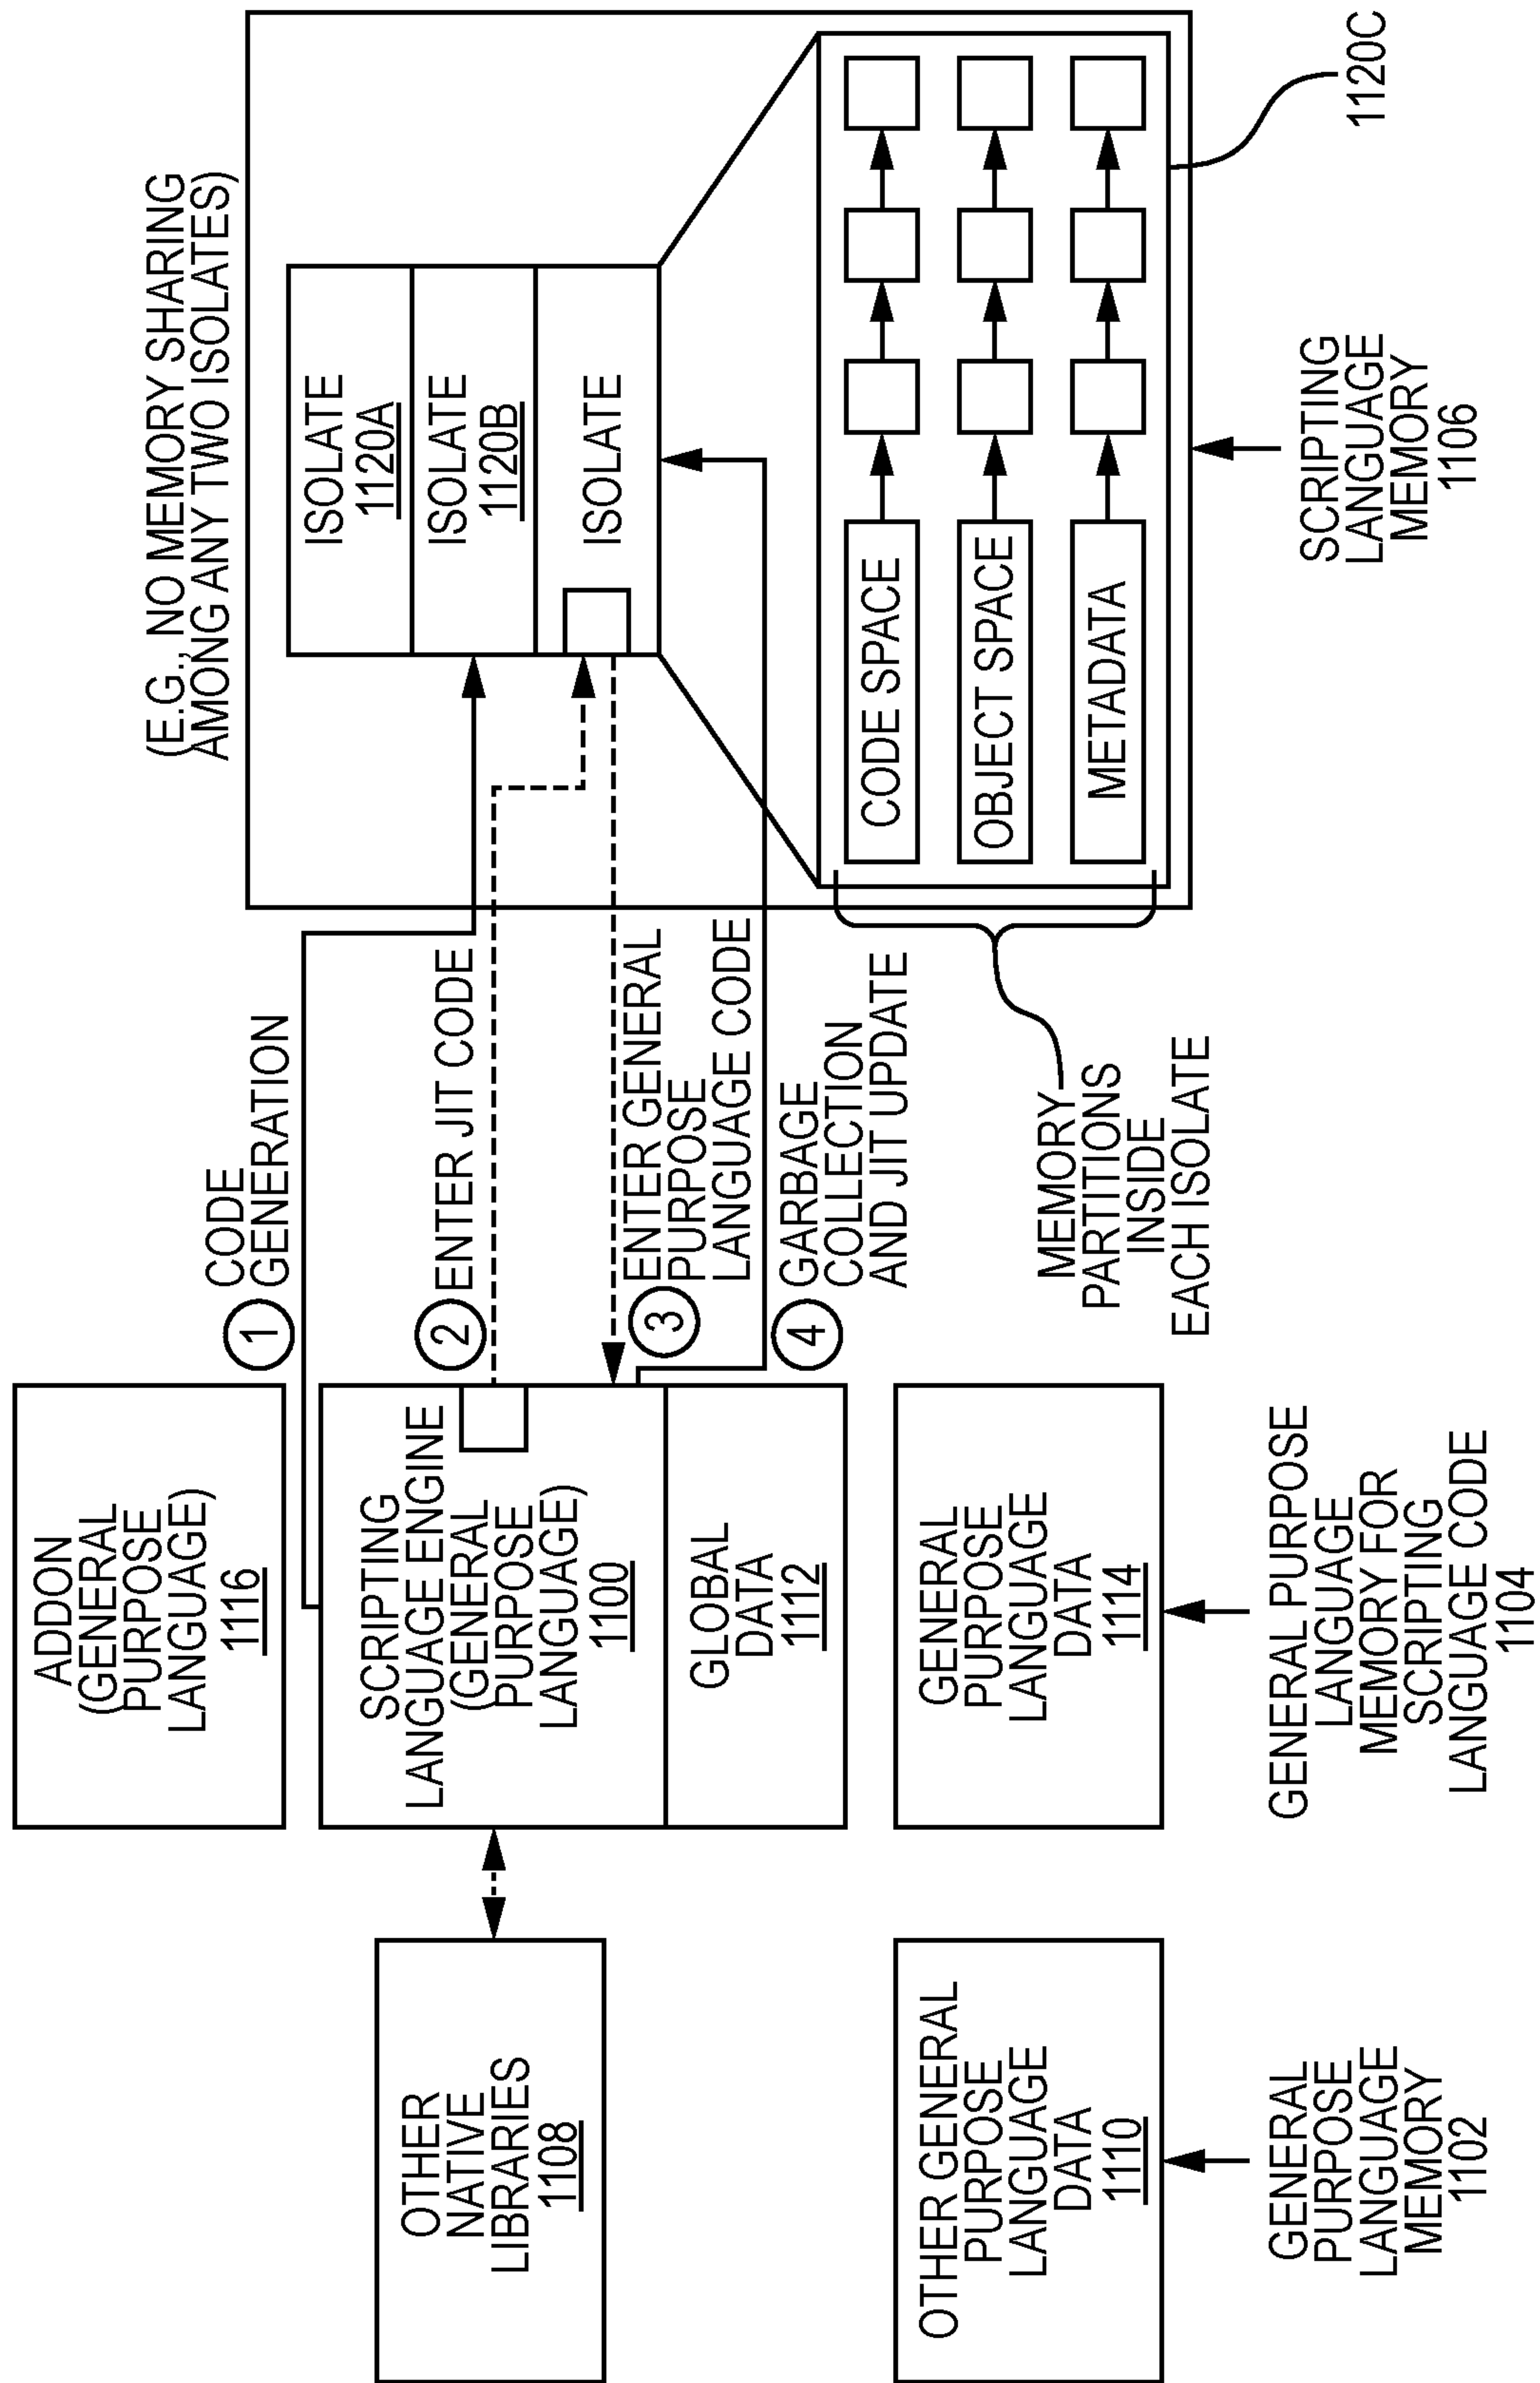 OTHER
NATIVE
LIBRARIES
1108
OTHER GENERAL
PURPOSE
LANGUAGE
DATA
1110
GENERAL
PURPOSE
LANGUAGE
MEMORY
1102
ADDON
(GENERAL
PURPOSE
LANGUAGE)
1116
SCRIPTING
LANGUAGE ENGINE
(GENERAL
PURPOSE
LANGUAGE)
1100
GLOBAL
DATA
1112
GENERAL
PURPOSE
LANGUAGE
DATA
1114
GENERAL PURPOSE
LANGUAGE
MEMORY FOR
SCRIPTING
LANGUAGE CODE
1104
1
CODE
GENERATION
2
ENTER JIT CODE
3
ENTER GENERAL
PURPOSE
LANGUAGE CODE
4
GARBAGE
COLLECTION
AND JIT UPDATE
MEMORY
PARTITIONS
INSIDE
EACH ISOLATE
(E.G., NO MEMORY SHARING
AMONG ANY TWO ISOLATES)
ISOLATE
1120A
ISOLATE
1120B
ISOLATE
CODE SPACE
OBJECT SPACE
METADATA
1120C
SCRIPTING
LANGUAGE
MEMORY
1106